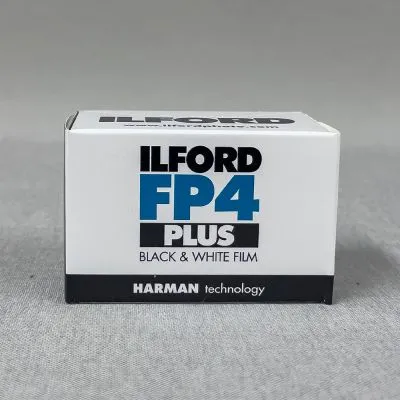 ILFORD
www.ilfordphoto.com
ILFORD
FP4
PLUS
BLACK & WHITE FILM
HARMAN technology